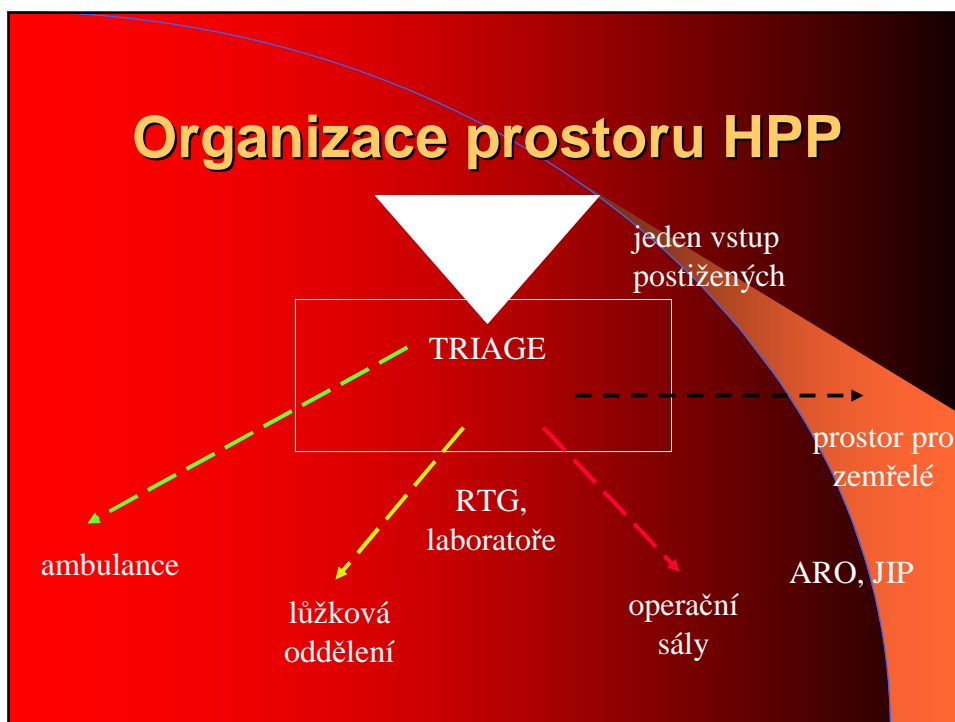 Organizace prostoru HPP
jeden vstup
postižených
TRIAGE
prostor pro
zemřelé
RTG,
laboratoře
ambulance
ARO, JIP
lůžková
oddělení
operační
sály